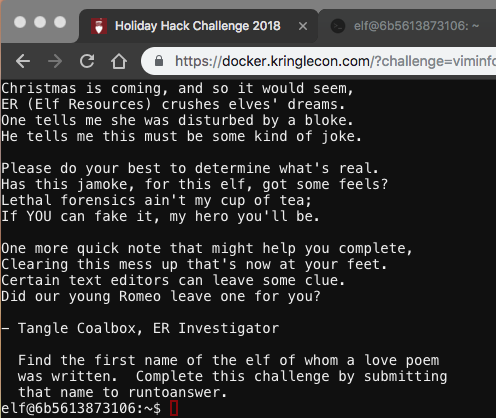 Holiday Hack Challenge 2018
elf@6b5613873106: ~
https://docker.kringlecon.com/?challenge=viminfo
Christmas is coming, and so it would seem,
ER (Elf Resources) crushes elves' dreams.
One tells me she was disturbed by a bloke.
He tells me this must be some kind of joke.
Please do your best to determine what's real.
Has this jamoke, for this elf, got some feels?
Lethal forensics ain't my cup of tea;
If YOU can fake it, my hero you'll be.
One more quick note that might help you complete,
Clearing this mess up that's now at your feet.
Certain text editors can leave some clue.
Did our young Romeo leave one for you?
– Tangle Coalbox, ER Investigator
Find the first name of the elf of whom a love poem
was written. Complete this challenge by submitting
that name to runtoanswer.
elf@6b5613873106:~$